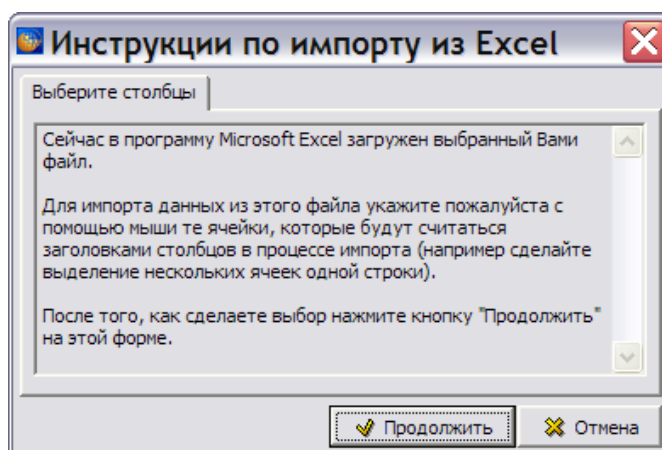 Инструкции по импорту из Excel
Выберите столбцы
Сейчас в программу Microsoft Excel загружен выбранный Вами
файл.
Для импорта данных из этого файла укажите пожалуйста с
помощью мыши те ячейки, которые будут считаться
заголовками столбцов в процессе импорта (например сделайте
выделение нескольких ячеек одной строки).
После того, как сделаете выбор нажмите кнопку "Продолжить"
на этой форме.
Продолжить
Отмена